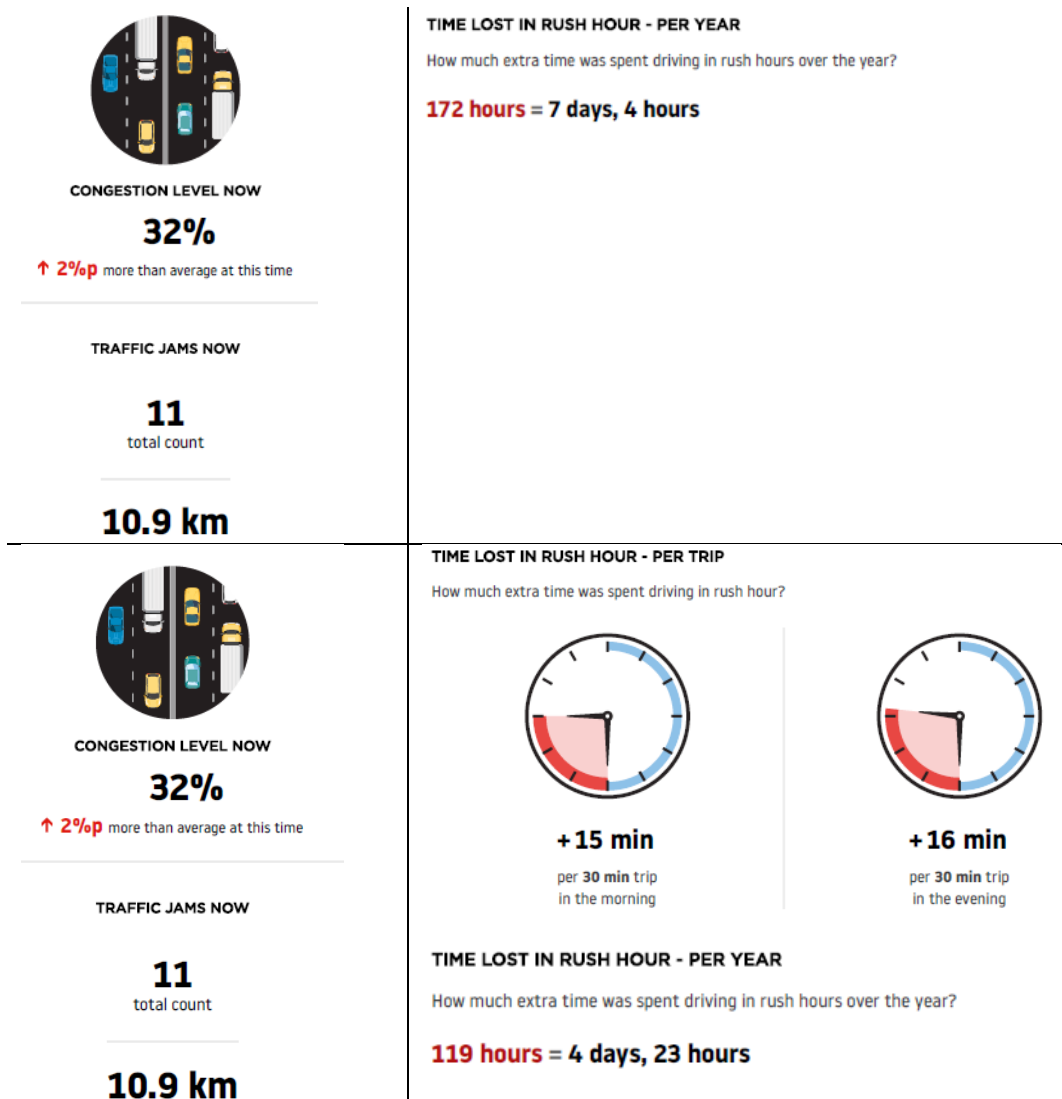 CONGESTION LEVEL NOW
32%
↑ 2%p more than average at this time
TRAFFIC JAMS NOW
11
total count
10.9 km
TIME LOST IN RUSH HOUR - PER YEAR
How much extra time was spent driving in rush hours over the year?
172 hours = 7 days, 4 hours
CONGESTION LEVEL NOW
32%
↑ 2%p more than average at this time
TRAFFIC JAMS NOW
11
total count
10.9 km
TIME LOST IN RUSH HOUR - PER TRIP
How much extra time was spent driving in rush hour?
+15 min
per 30 min trip
in the morning
+16 min
per 30 min trip
in the evening
TIME LOST IN RUSH HOUR - PER YEAR
How much extra time was spent driving in rush hours over the year?
119 hours = 4 days, 23 hours